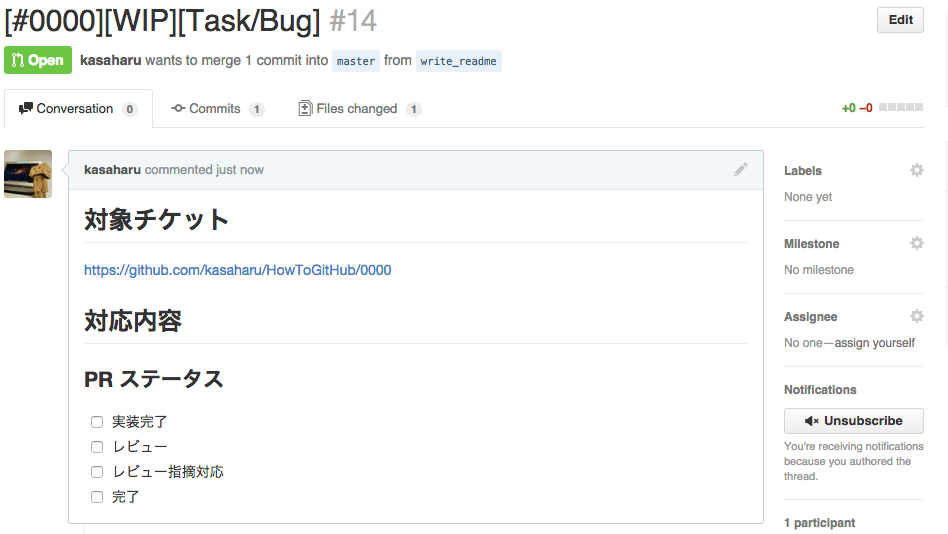 [#0000][WIP][Task/Bug] #14
Edit
Open kasaharu wants to merge 1 commit into master from write_readme
Conversation 0 Commits 1 Files changed 1 +0 −0
kasaharu commented just now
対象チケット
https://github.com/kasaharu/HowToGitHub/0000
対応内容
PR ステータス
実装完了
レビュー
レビュー指摘対応
完了
Labels
None yet
Milestone
No milestone
Assignee
No one—assign yourself
Notifications
Unsubscribe
You're receiving notifications
because you authored the
thread.
1 participant